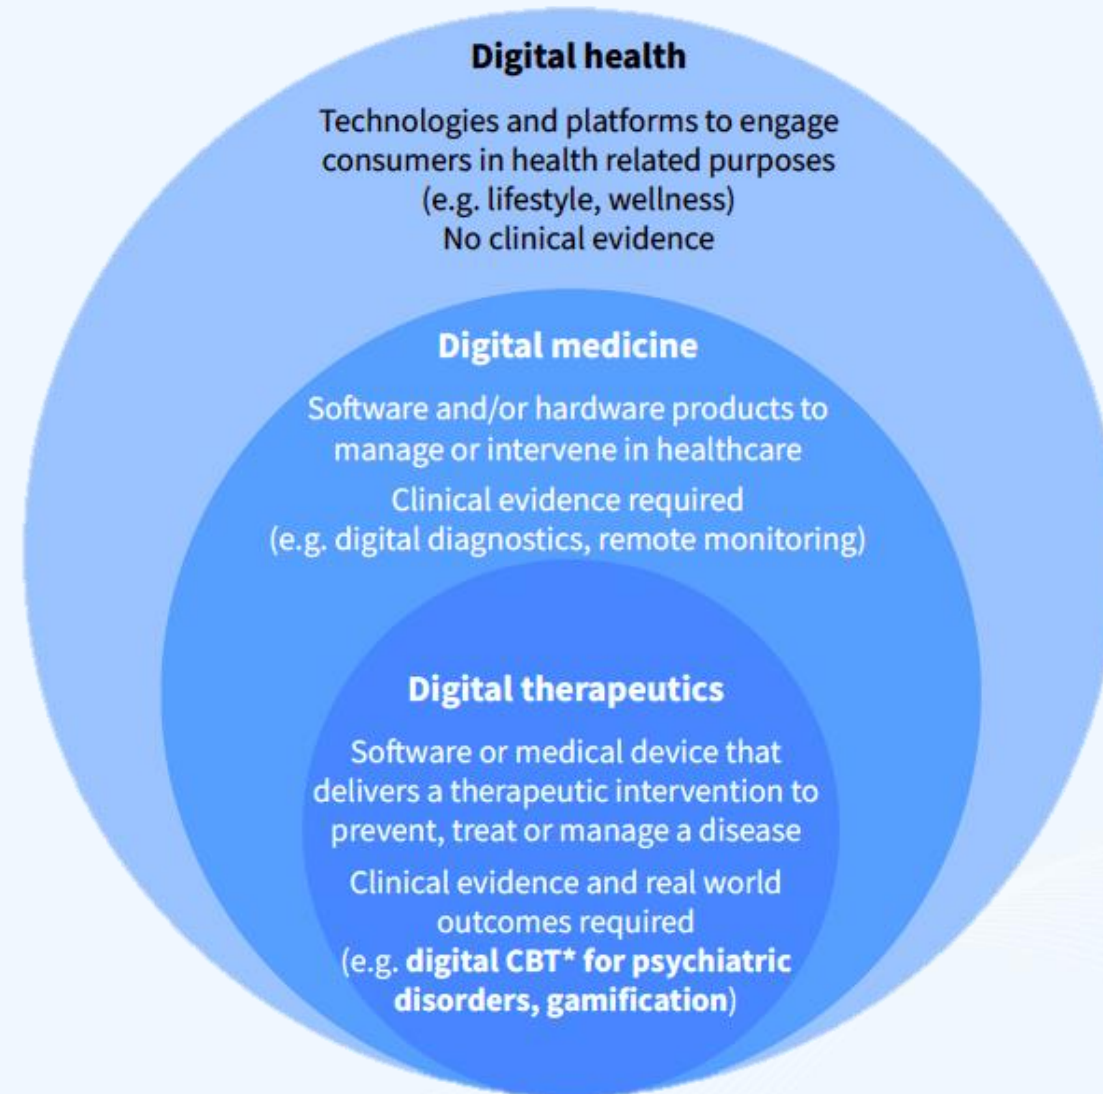 Digital health
Technologies and platforms to engage
consumers in health related purposes
(e.g. lifestyle, wellness)
No clinical evidence
Digital medicine
Software and/or hardware products to
manage or intervene in healthcare
Clinical evidence required
(e.g. digital diagnostics, remote monitoring)
Digital therapeutics
Software or medical device that
delivers a therapeutic intervention to
prevent, treat or manage a disease
Clinical evidence and real world
outcomes required
(e.g. digital CBT* for psychiatric
disorders, gamification)